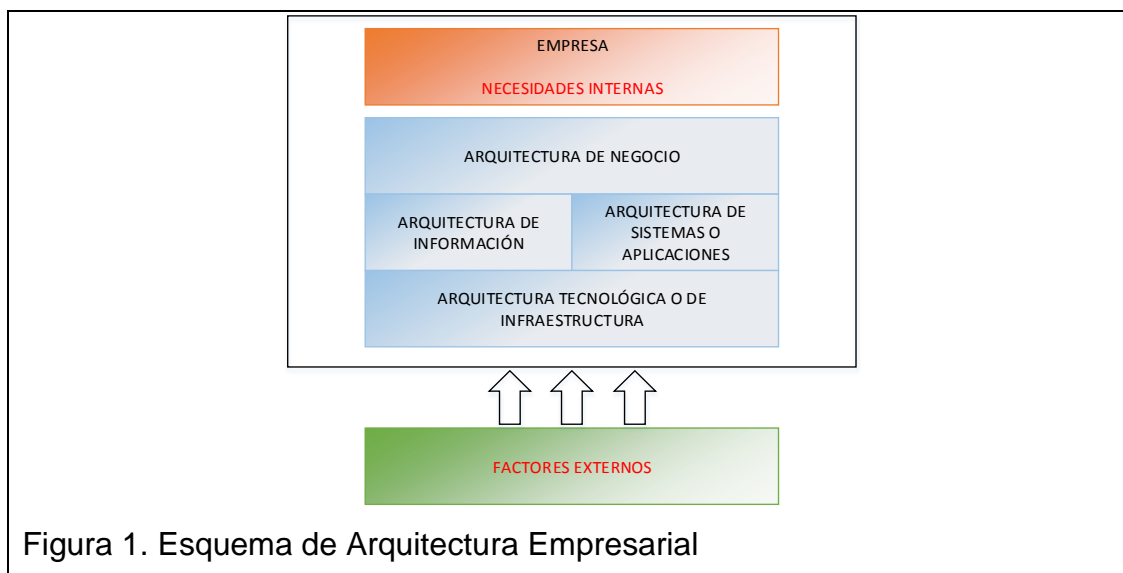 EMPRESA
NECESIDADES INTERNAS
ARQUITECTURA DE NEGOCIO
ARQUITECTURA DE
INFORMACIÓN
ARQUITECTURA DE
SISTEMAS O
APLICACIONES
ARQUITECTURA TECNOLÓGICA O DE
INFRAESTRUCTURA
FACTORES EXTERNOS
Figura 1. Esquema de Arquitectura Empresarial